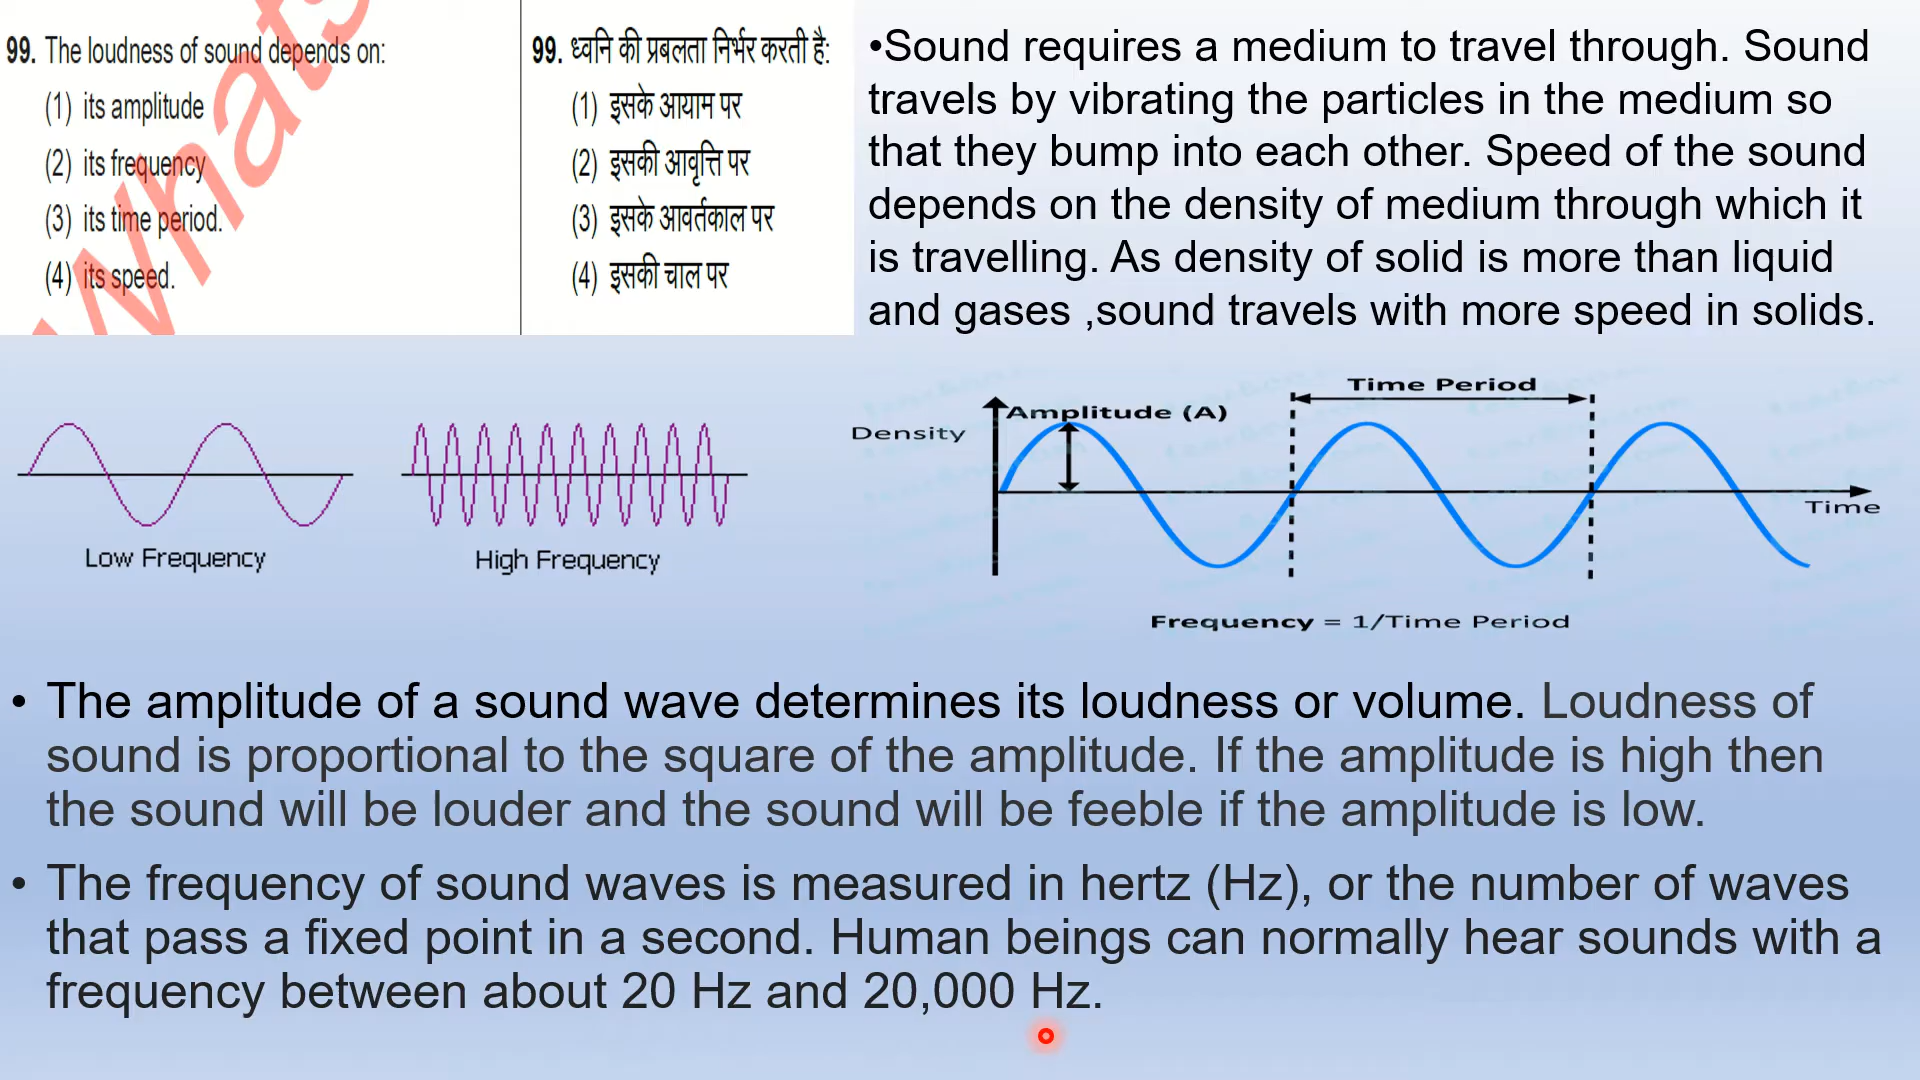 99. The loudness of sound depends on:
(1) its amplitude
(2) its frequency
(3) its time period.
(4) its speed.
99. ध्वनि की प्रबलता निर्भर करती है:
(1) इसके आयाम पर
(2) इसकी आवृत्ति पर
(3) इसके आवर्तकाल पर
(4) इसकी चाल पर
Whats
•Sound requires a medium to travel through. Sound
travels by vibrating the particles in the medium so
that they bump into each other. Speed of the sound
depends on the density of medium through which it
is travelling. As density of solid is more than liquid
and gases ,sound travels with more speed in solids.
Low Frequency
High Frequency
Time Period
Amplitude (A)
Density
Time
Frequency = 1/Time Period
• The amplitude of a sound wave determines its loudness or volume. Loudness of
sound is proportional to the square of the amplitude. If the amplitude is high then
the sound will be louder and the sound will be feeble if the amplitude is low.
• The frequency of sound waves is measured in hertz (Hz), or the number of waves
that pass a fixed point in a second. Human beings can normally hear sounds with a
frequency between about 20 Hz and 20,000 Hz.